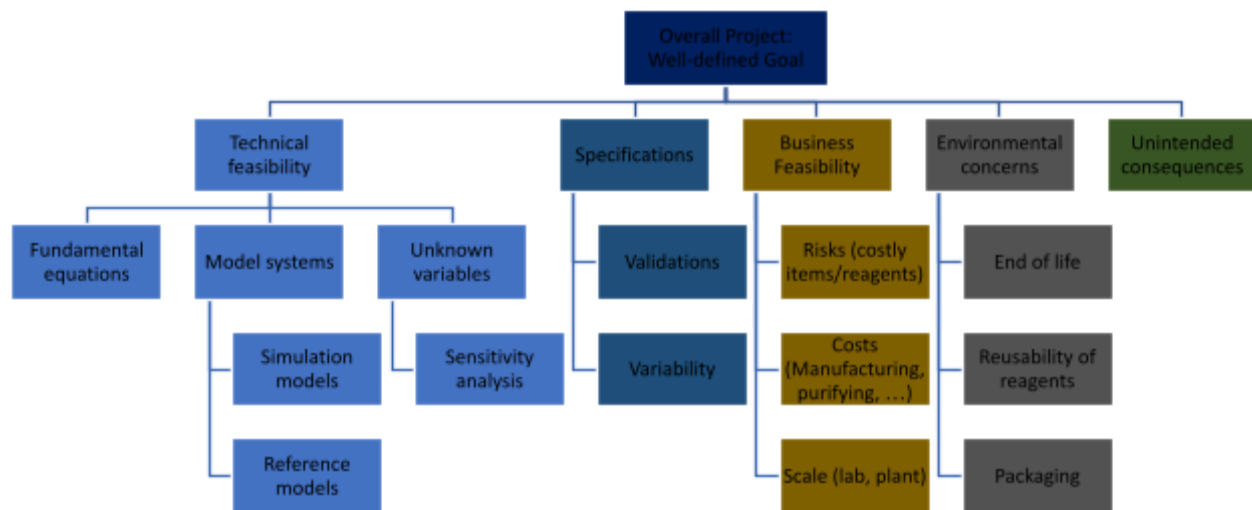 Overall Project:
Well-defined Goal
Technical
feasibility
Specifications
Business
Feasibility
Environmental
concerns
Unintended
consequences
Fundamental
equations
Model systems
Unknown
variables
Validations
Risks (costly
items/reagents)
End of life
Simulation
models
Sensitivity
analysis
Variability
Costs
(Manufacturing,
purifying, …)
Reusability of
reagents
Reference
models
Scale (lab, plant)
Packaging